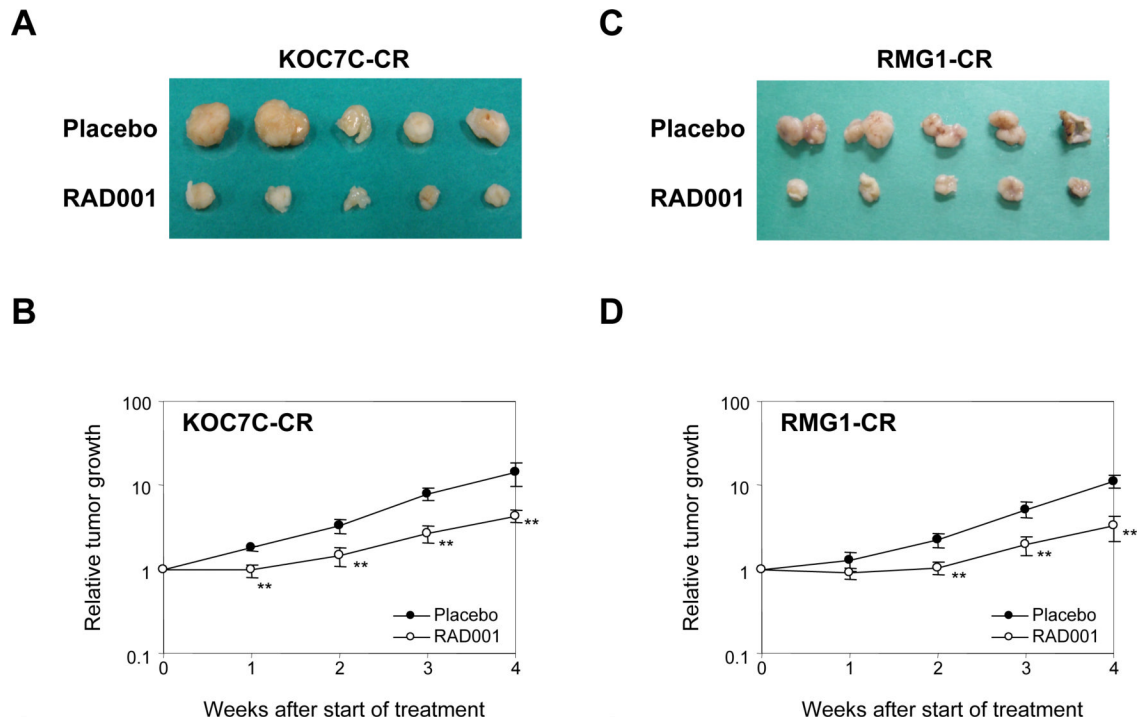 A
KOC7C-CR
Placebo
RAD001
C
RMG1-CR
Placebo
RAD001
B
KOC7C-CR
Relative tumor growth
100
10
1
0.1
**
**
**
**
Placebo
RAD001
0 1 2 3 4
Weeks after start of treatment
D
RMG1-CR
Relative tumor growth
100
10
1
0.1
**
**
**
Placebo
RAD001
0 1 2 3 4
Weeks after start of treatment